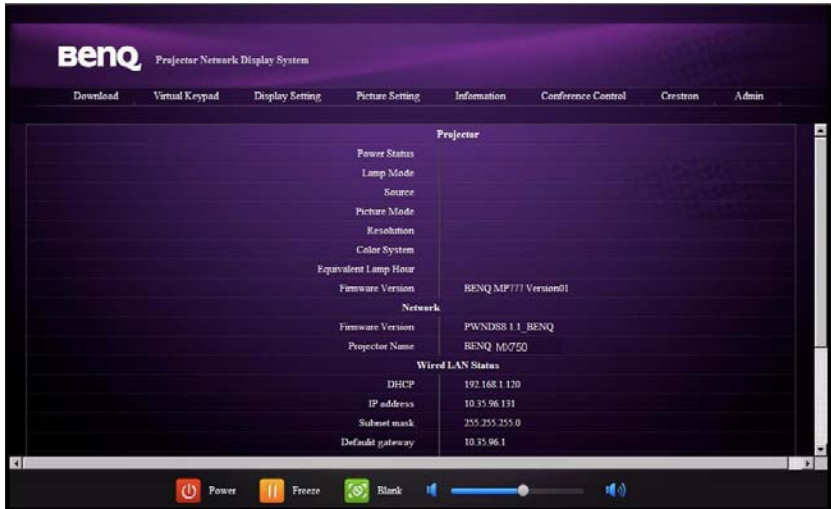 BenQ Projector Network Display System
Download Virtual Keypad Display Setting Picture Setting Information Conference Control Crestron Admin
Projector
Power Status
Lamp Mode
Source
Picture Mode
Resolution
Color System
Equivalent Lamp Hour
Firmware Version BENQ MP777 Version01
Network
Firmware Version PWNDSS 1.1_BENQ
Projector Name BENQ MX750
Wired LAN Status
DHCP 192.168.1.120
IP address 10.35.96.131
Subnet mask 255.255.255.0
Default gateway 10.35.96.1
Power Freeze Blank